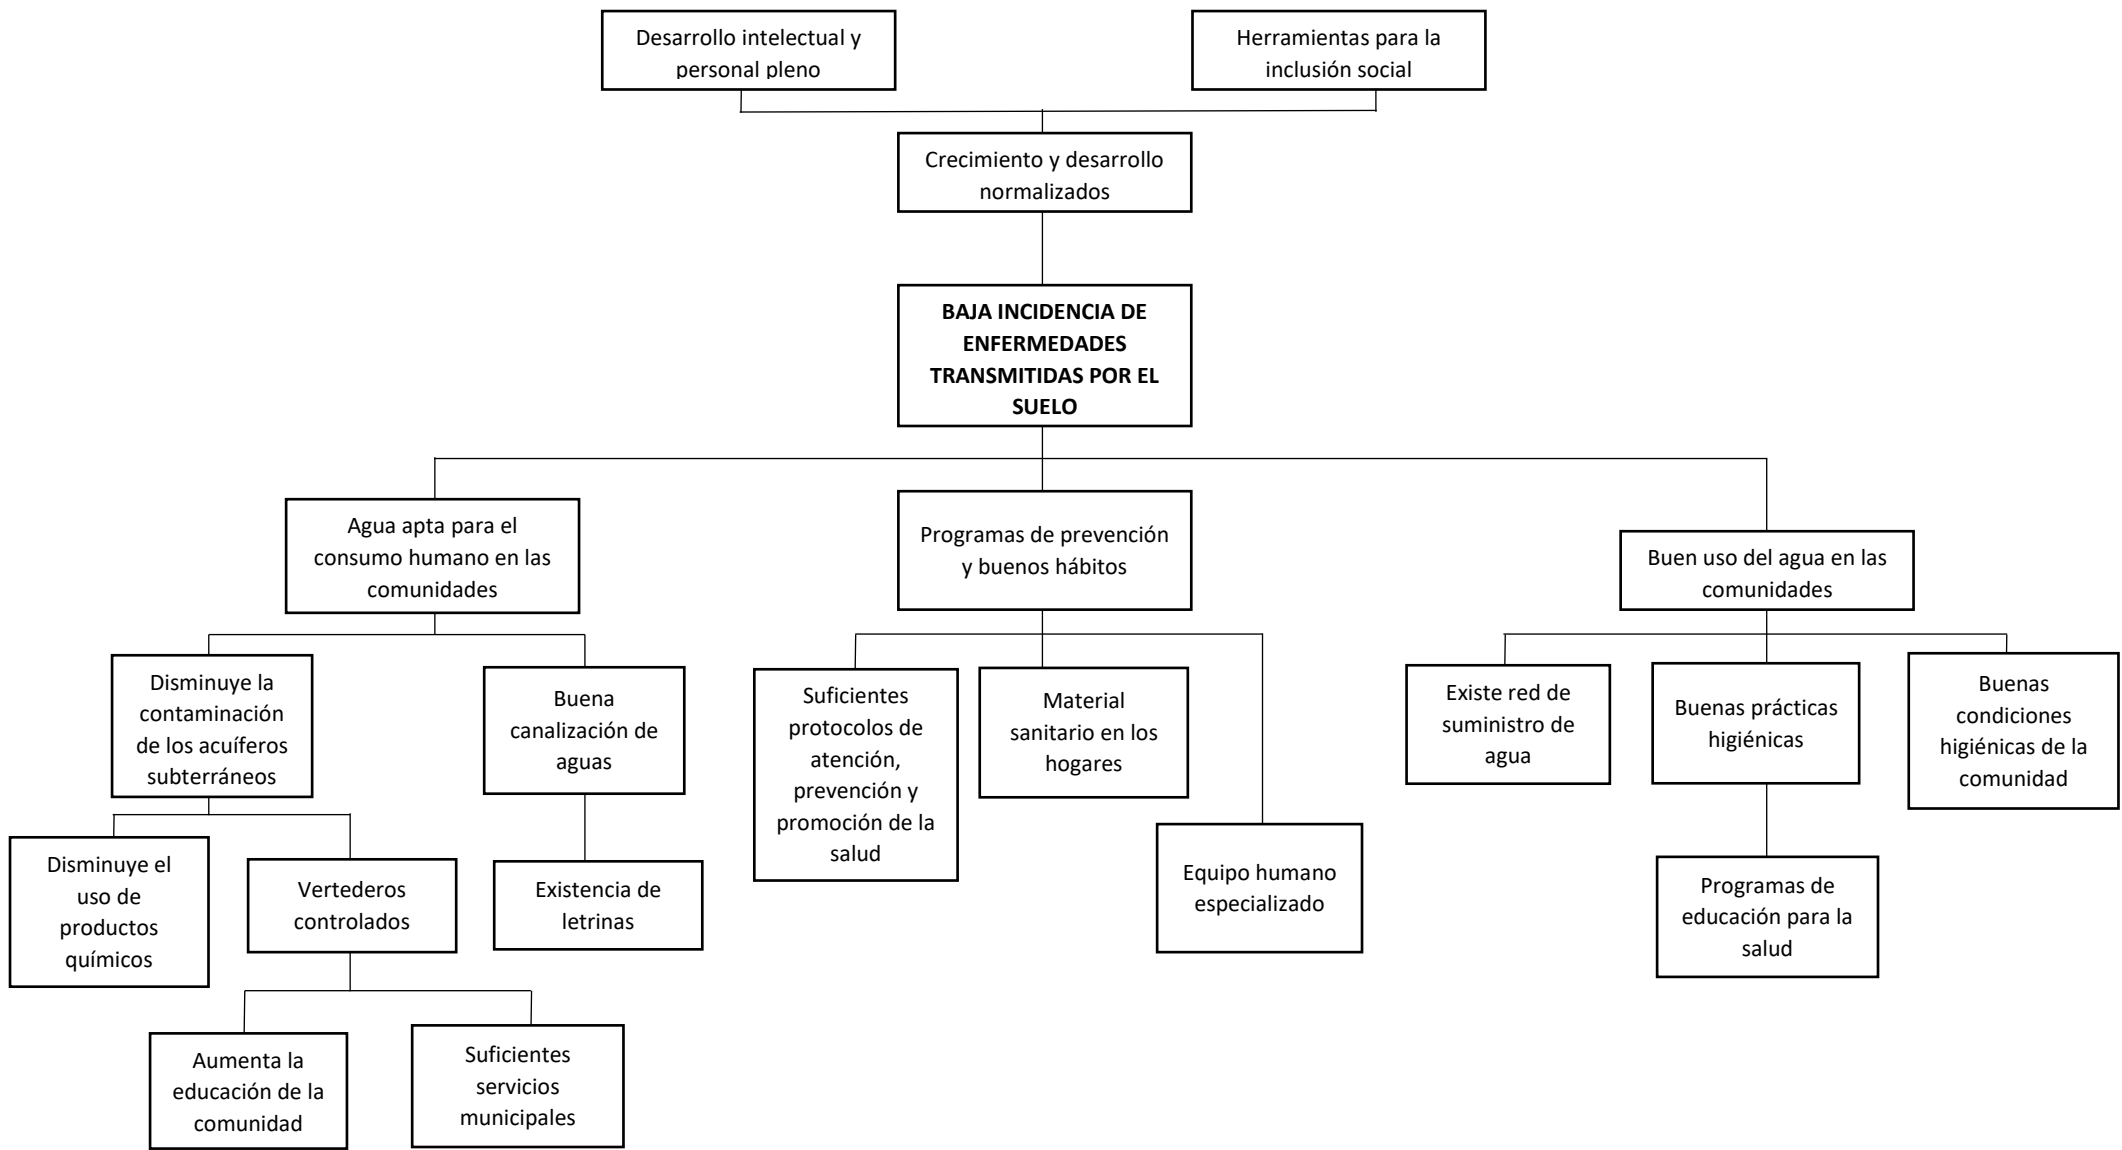 Desarrollo intelectual y
personal pleno
Herramientas para la
inclusión social
Crecimiento y desarrollo
normalizados
BAJA INCIDENCIA DE
ENFERMEDADES
TRANSMITIDAS POR EL
SUELO
Agua apta para el
consumo humano en las
comunidades
Programas de prevención
y buenos hábitos
Buen uso del agua en las
comunidades
Disminuye la
contaminación
de los acuíferos
subterráneos
Buena
canalización de
aguas
Suficientes
protocolos de
atención,
prevención y
promoción de la
salud
Material
sanitario en los
hogares
Existe red de
suministro de
agua
Buenas prácticas
higiénicas
Buenas
condiciones
higiénicas de la
comunidad
Disminuye el
uso de
productos
químicos
Vertederos
controlados
Existencia de
letrinas
Equipo humano
especializado
Programas de
educación para la
salud
Aumenta la
educación de la
comunidad
Suficientes
servicios
municipales